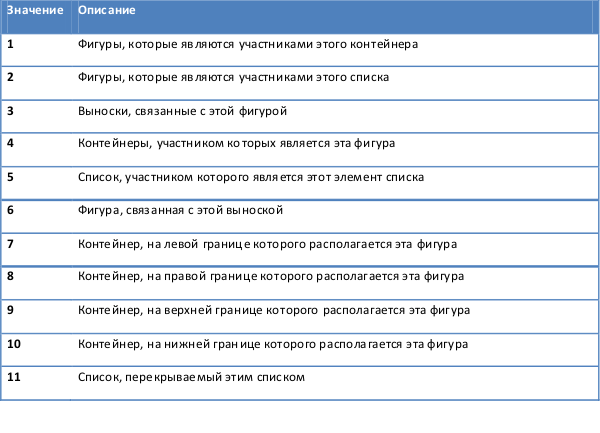 Значение Описание
1 Фигуры, которые являются участниками этого контейнера
2 Фигуры, которые являются участниками этого списка
3 Выноски, связанные с этой фигурой
4 Контейнеры, участником которых является эта фигура
5 Список, участником которого является этот элемент списка
6 Фигура, связанная с этой выноской
7 Контейнер, на левой границе которого располагается эта фигура
8 Контейнер, на правой границе которого располагается эта фигура
9 Контейнер, на верхней границе которого располагается эта фигура
10 Контейнер, на нижней границе которого располагается эта фигура
11 Список, перекрываемый этим списком